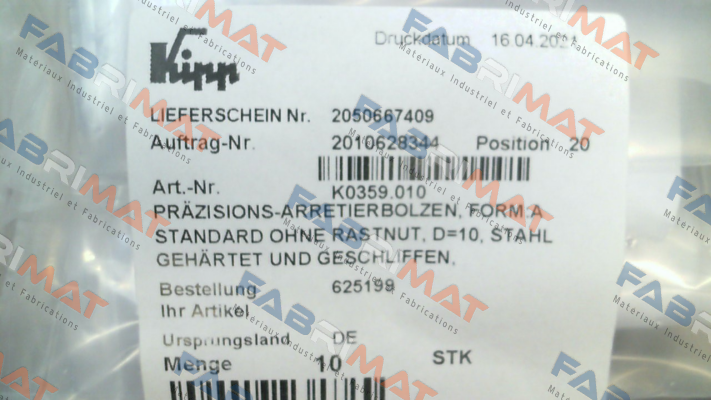 Kipp
Druckdatum 16.04.2021
LIEFERSCHEIN Nr. 2050667409
Auftrag-Nr. 2010628344 Position 20
Art.-Nr. K0359.010
PRÄZISIONS-ARRETIERBOLZEN, FORM:A
STANDARD OHNE RASTNUT, D=10, STAHL
GEHÄRTET UND GESCHLIFFEN,
Bestellung 625199
Ihr Artikel
Ursprungsland DE
Menge 10 STK
FABRIMAT
Materiaux Industriel et Fabrications